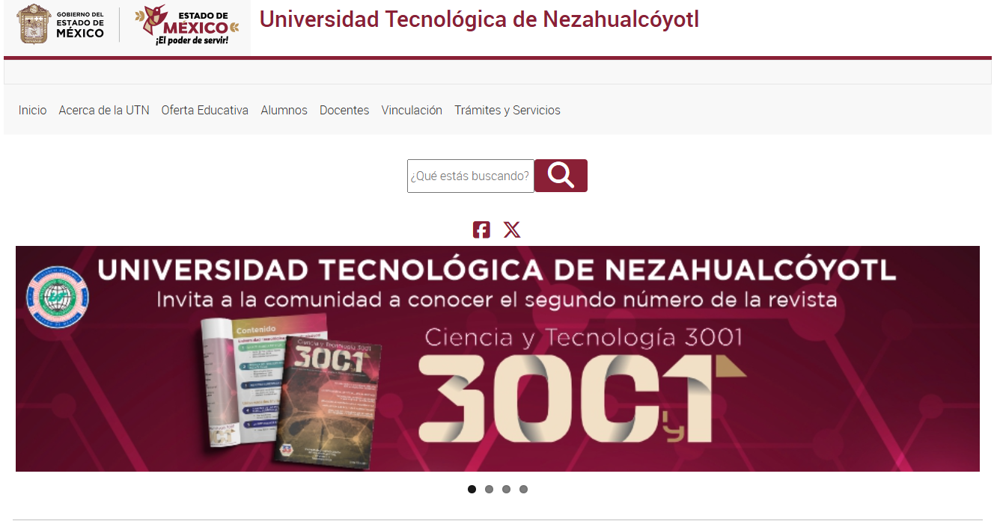 GOBIERNO DEL
ESTADO DE
MÉXICO
ESTADO DE
MÉXICO
¡El poder de servir!
Universidad Tecnológica de Nezahualcóyotl
Inicio Acerca de la UTN Oferta Educativa Alumnos Docentes Vinculación Trámites y Servicios
¿Qué estás buscando?
UNIVERSIDAD TECNOLÓGICA DE NEZAHUALCÓYOTL
Invita a la comunidad a conocer el segundo número de la revista
Contenido
Ciencia y Tecnología 3001
30C1
Ciencia y Tecnología 3001
30Cy1